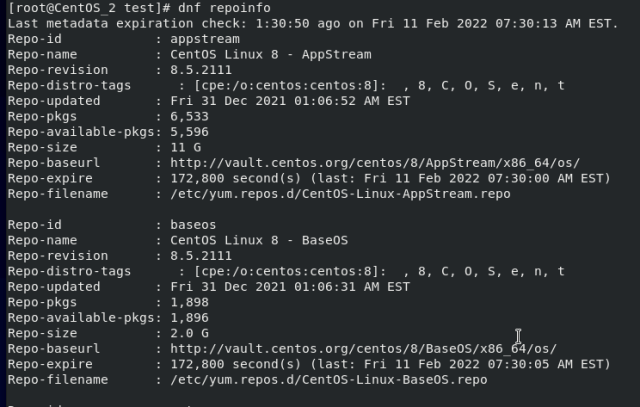 [root@CentOS_2 test]# dnf repoinfo
Last metadata expiration check: 1:30:50 ago on Fri 11 Feb 2022 07:30:13 AM EST.
Repo-id            : appstream
Repo-name          : CentOS Linux 8 - AppStream
Repo-revision      : 8.5.2111
Repo-distro-tags      : [cpe:/o:centos:centos:8]:  , 8, C, O, S, e, n, t
Repo-updated       : Fri 31 Dec 2021 01:06:52 AM EST
Repo-pkgs          : 6,533
Repo-available-pkgs: 5,596
Repo-size          : 11 G
Repo-baseurl       : http://vault.centos.org/centos/8/AppStream/x86_64/os/
Repo-expire        : 172,800 second(s) (last: Fri 11 Feb 2022 07:30:00 AM EST)
Repo-filename      : /etc/yum.repos.d/CentOS-Linux-AppStream.repo
Repo-id            : baseos
Repo-name          : CentOS Linux 8 - BaseOS
Repo-revision      : 8.5.2111
Repo-distro-tags      : [cpe:/o:centos:centos:8]:  , 8, C, O, S, e, n, t
Repo-updated       : Fri 31 Dec 2021 01:06:31 AM EST
Repo-pkgs          : 1,898
Repo-available-pkgs: 1,896
Repo-size          : 2.0 G
Repo-baseurl       : http://vault.centos.org/centos/8/BaseOS/x86_64/os/
Repo-expire        : 172,800 second(s) (last: Fri 11 Feb 2022 07:30:05 AM EST)
Repo-filename      : /etc/yum.repos.d/CentOS-Linux-BaseOS.repo